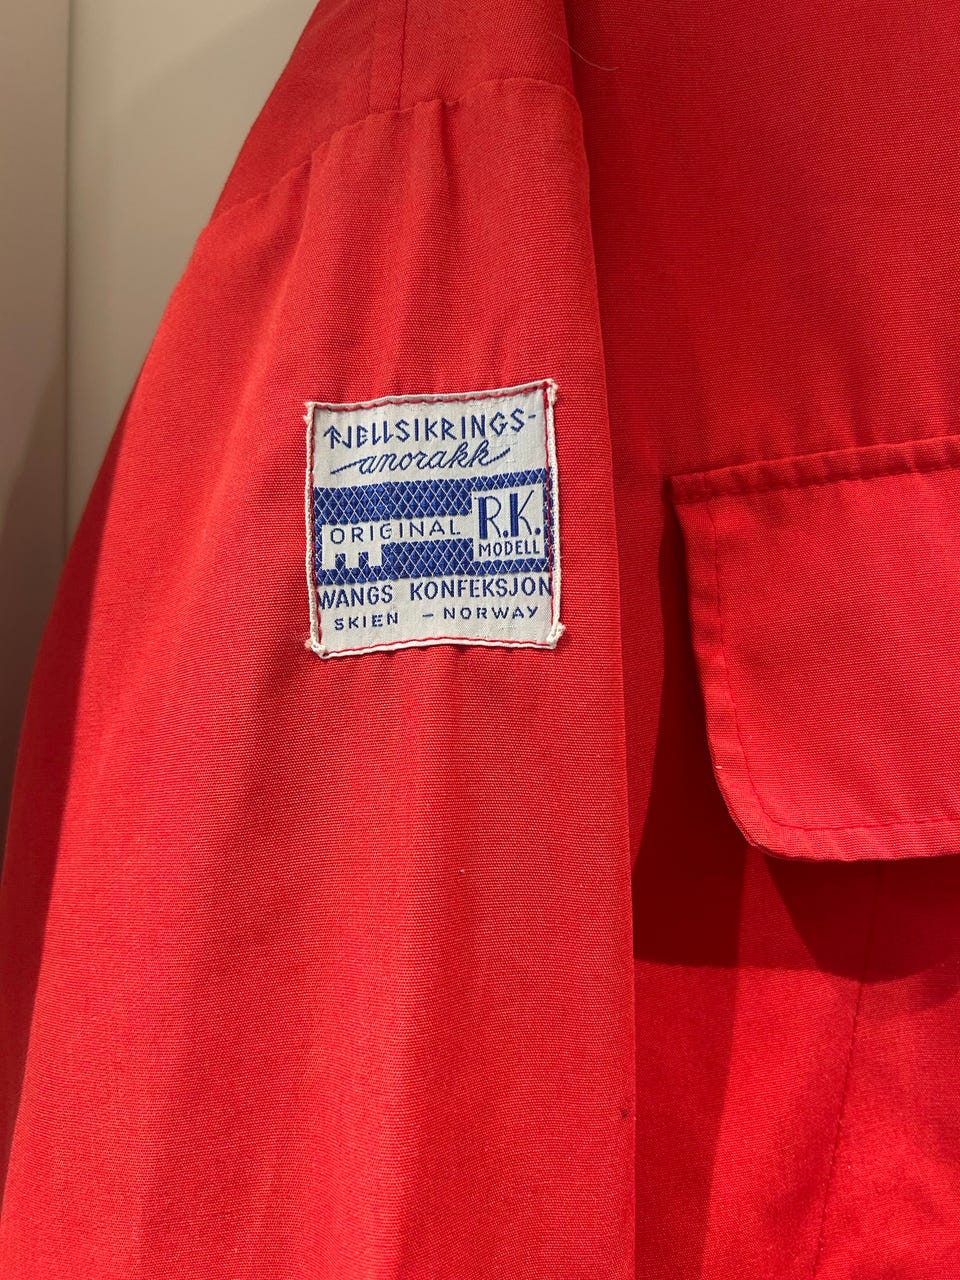 FJELLSIKRINGS-
anorakk
ORIGINAL R.K.
MODELL
WANGS KONFEKSJON
SKIEN – NORWAY